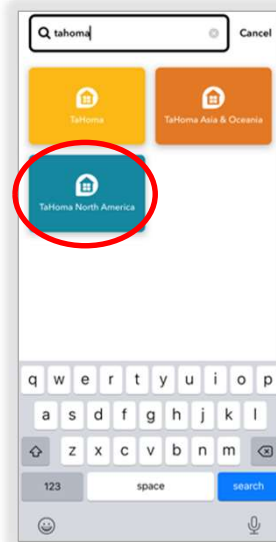 tahoma Cancel
TaHoma TaHoma Asia & Oceania
TaHoma North America
q w e r t y u i o p
a s d f g h j k l
z x c v b n m
123 space search